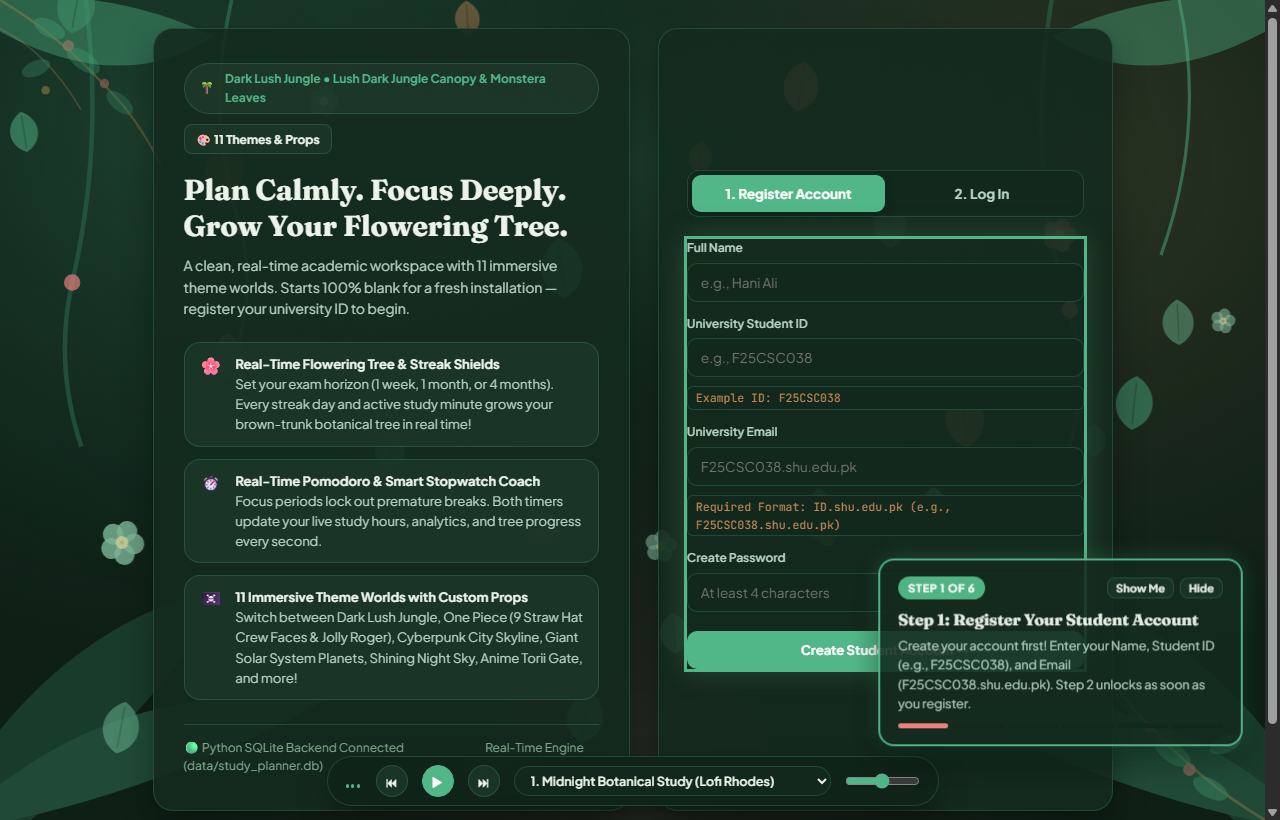 Dark Lush Jungle • Lush Dark Jungle Canopy & Monstera
Leaves
11 Themes & Props
Plan Calmly. Focus Deeply.
Grow Your Flowering Tree.
A clean, real-time academic workspace with 11 immersive
theme worlds. Starts 100% blank for a fresh installation —
register your university ID to begin.
Real-Time Flowering Tree & Streak Shields
Set your exam horizon (1 week, 1 month, or 4 months).
Every streak day and active study minute grows your
brown-trunk botanical tree in real time!
Real-Time Pomodoro & Smart Stopwatch Coach
Focus periods lock out premature breaks. Both timers
update your live study hours, analytics, and tree progress
every second.
11 Immersive Theme Worlds with Custom Props
Switch between Dark Lush Jungle, One Piece (9 Straw Hat
Crew Faces & Jolly Roger), Cyberpunk City Skyline, Giant
Solar System Planets, Shining Night Sky, Anime Torii Gate,
and more!
Python SQLite Backend Connected
(data/study_planner.db)
Real-Time Engine
1. Register Account
2. Log In
Full Name
e.g., Hani Ali
University Student ID
e.g., F25CSC038
Example ID: F25CSC038
University Email
F25CSC038.shu.edu.pk
Required Format: ID.shu.edu.pk (e.g.,
F25CSC038.shu.edu.pk)
Create Password
At least 4 characters
Create Student
STEP 1 OF 6
Show Me
Hide
Step 1: Register Your Student Account
Create your account first! Enter your Name, Student ID
(e.g., F25CSC038), and Email
(F25CSC038.shu.edu.pk). Step 2 unlocks as soon as
you register.
...
1. Midnight Botanical Study (Lofi Rhodes)